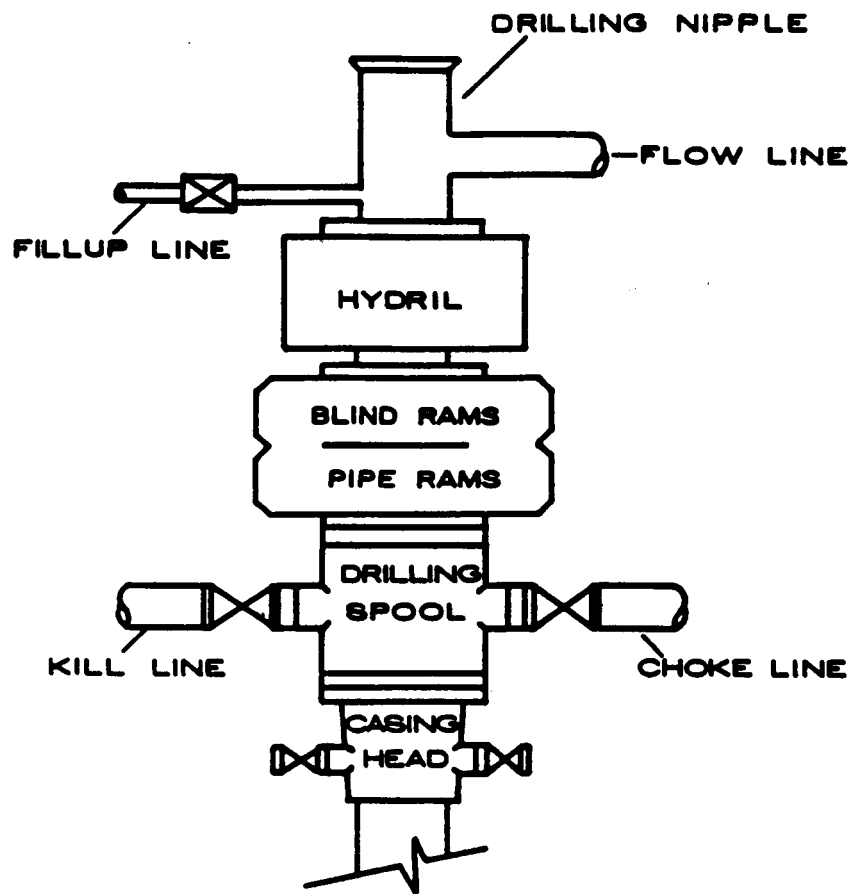 DRILLING NIPPLE
FLOW LINE
FILLUP LINE
HYDRIL
BLIND RAMS
PIPE RAMS
DRILLING
SPOOL
KILL LINE
CHOKE LINE
CASING
HEAD